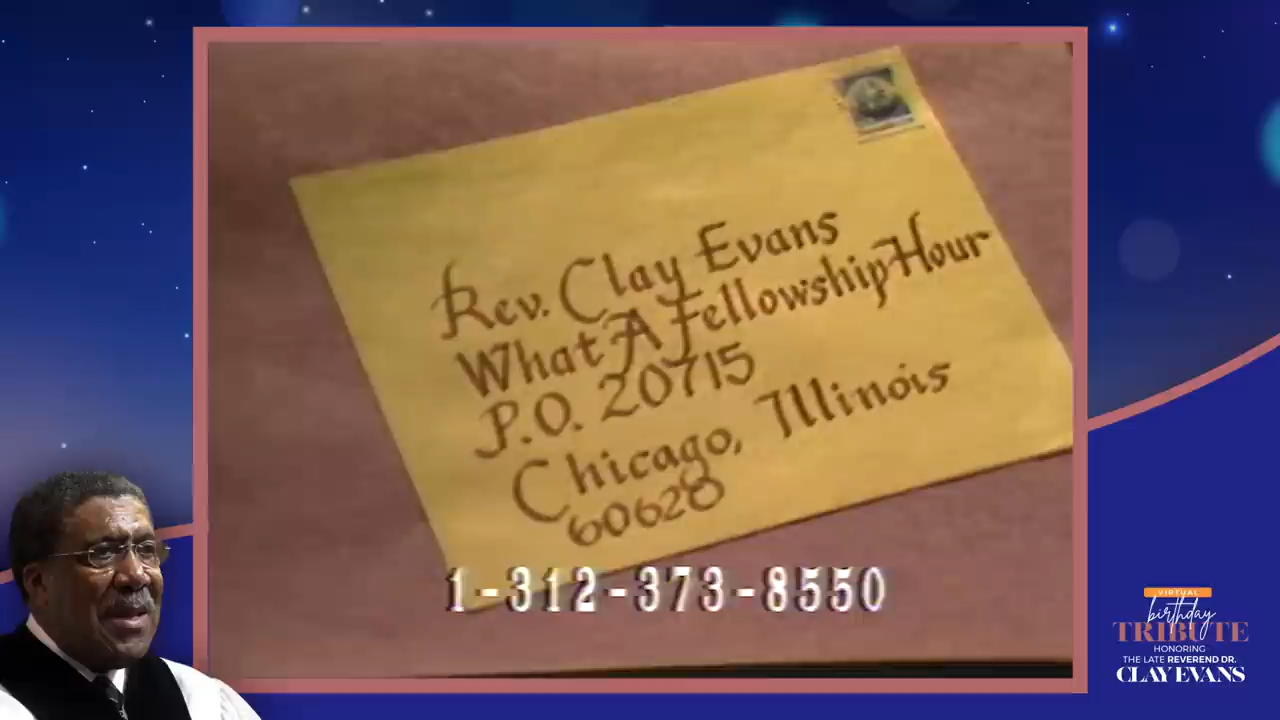 Rev. Clay Evans
What A Fellowship Hour
P.O. 20715
Chicago, Illinois
60620
1-312-373-8550
VIRTUAL
birthday
TRIBUTE
HONORING
THE LATE REVEREND DR.
CLAY EVANS